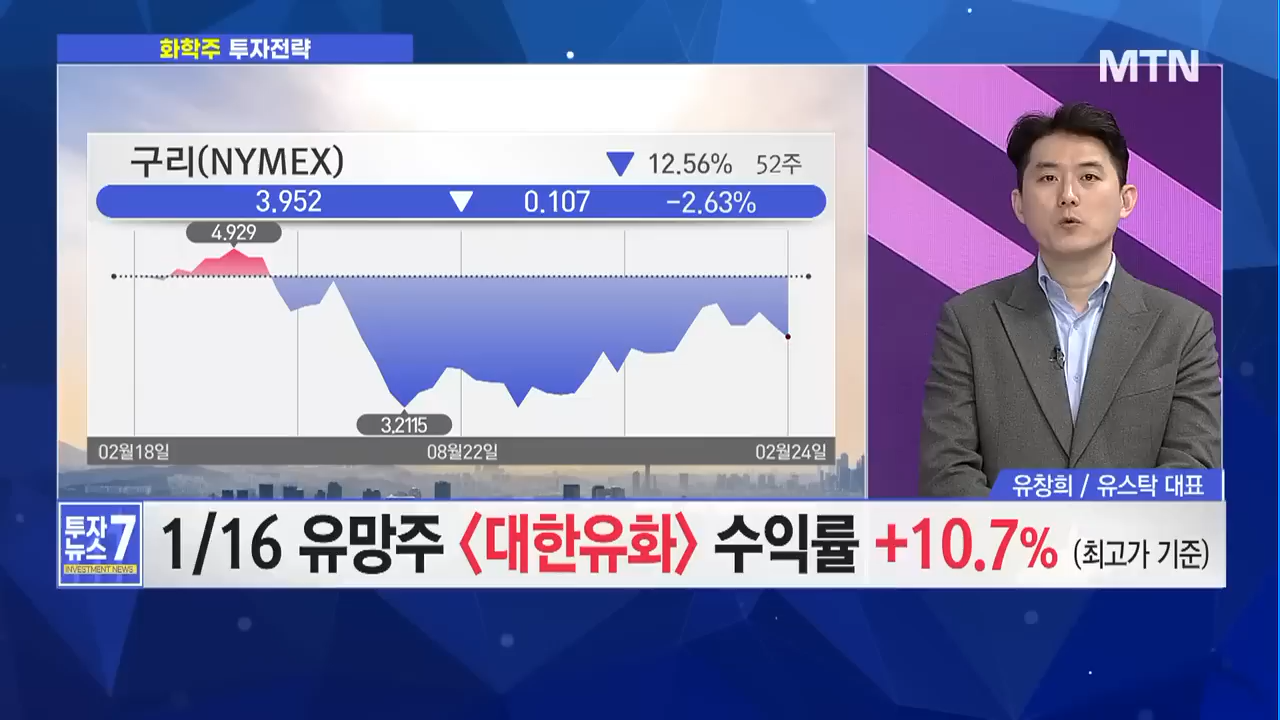 화학주 투자전략
MTN
구리(NYMEX)
▼ 12.56% 52주
3.952 ▼ 0.107 -2.63%
4.929
3.2115
02월18일 08월22일 02월24일
유창희 / 유스탁 대표
투자
뉴스7
INVESTMENT NEWS
1/16 유망주 〈대한유화〉 수익률 +10.7% (최고가 기준)